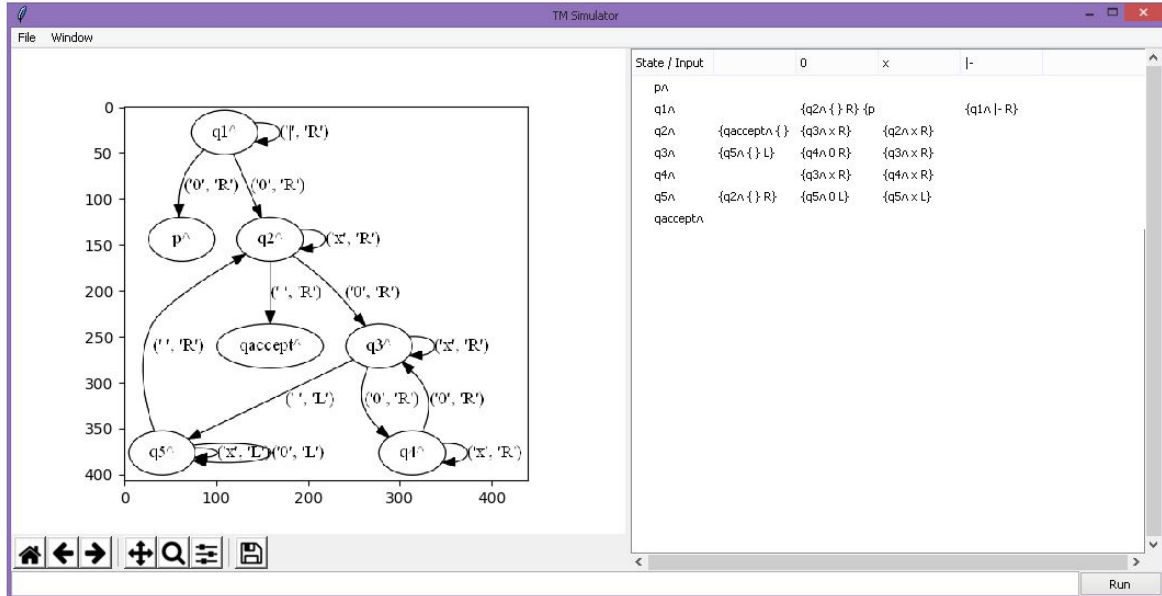 TM Simulator
File Window
0
50
100
150
200
250
300
350
400
0 100 200 300 400
q1^
('|', 'R')
('0', 'R') ('0', 'R')
p^ q2^ ('x', 'R')
(' ', 'R') ('0', 'R')
(' ', 'R') qaccept^ q3^ ('x', 'R')
(' ', 'L') ('0', 'R') ('0', 'R')
q5^ ('x', 'L') ('0', 'L') q4^ ('x', 'R')
State / Input 0 x |-
p^
q1^ {q2^ { } R} {p {q1^ |- R}
q2^ {qaccept^ { } {q3^ x R} {q2^ x R}
q3^ {q5^ { } L} {q4^ 0 R} {q3^ x R}
q4^ {q3^ x R} {q4^ x R}
q5^ {q2^ { } R} {q5^ 0 L} {q5^ x L}
qaccept^
Run